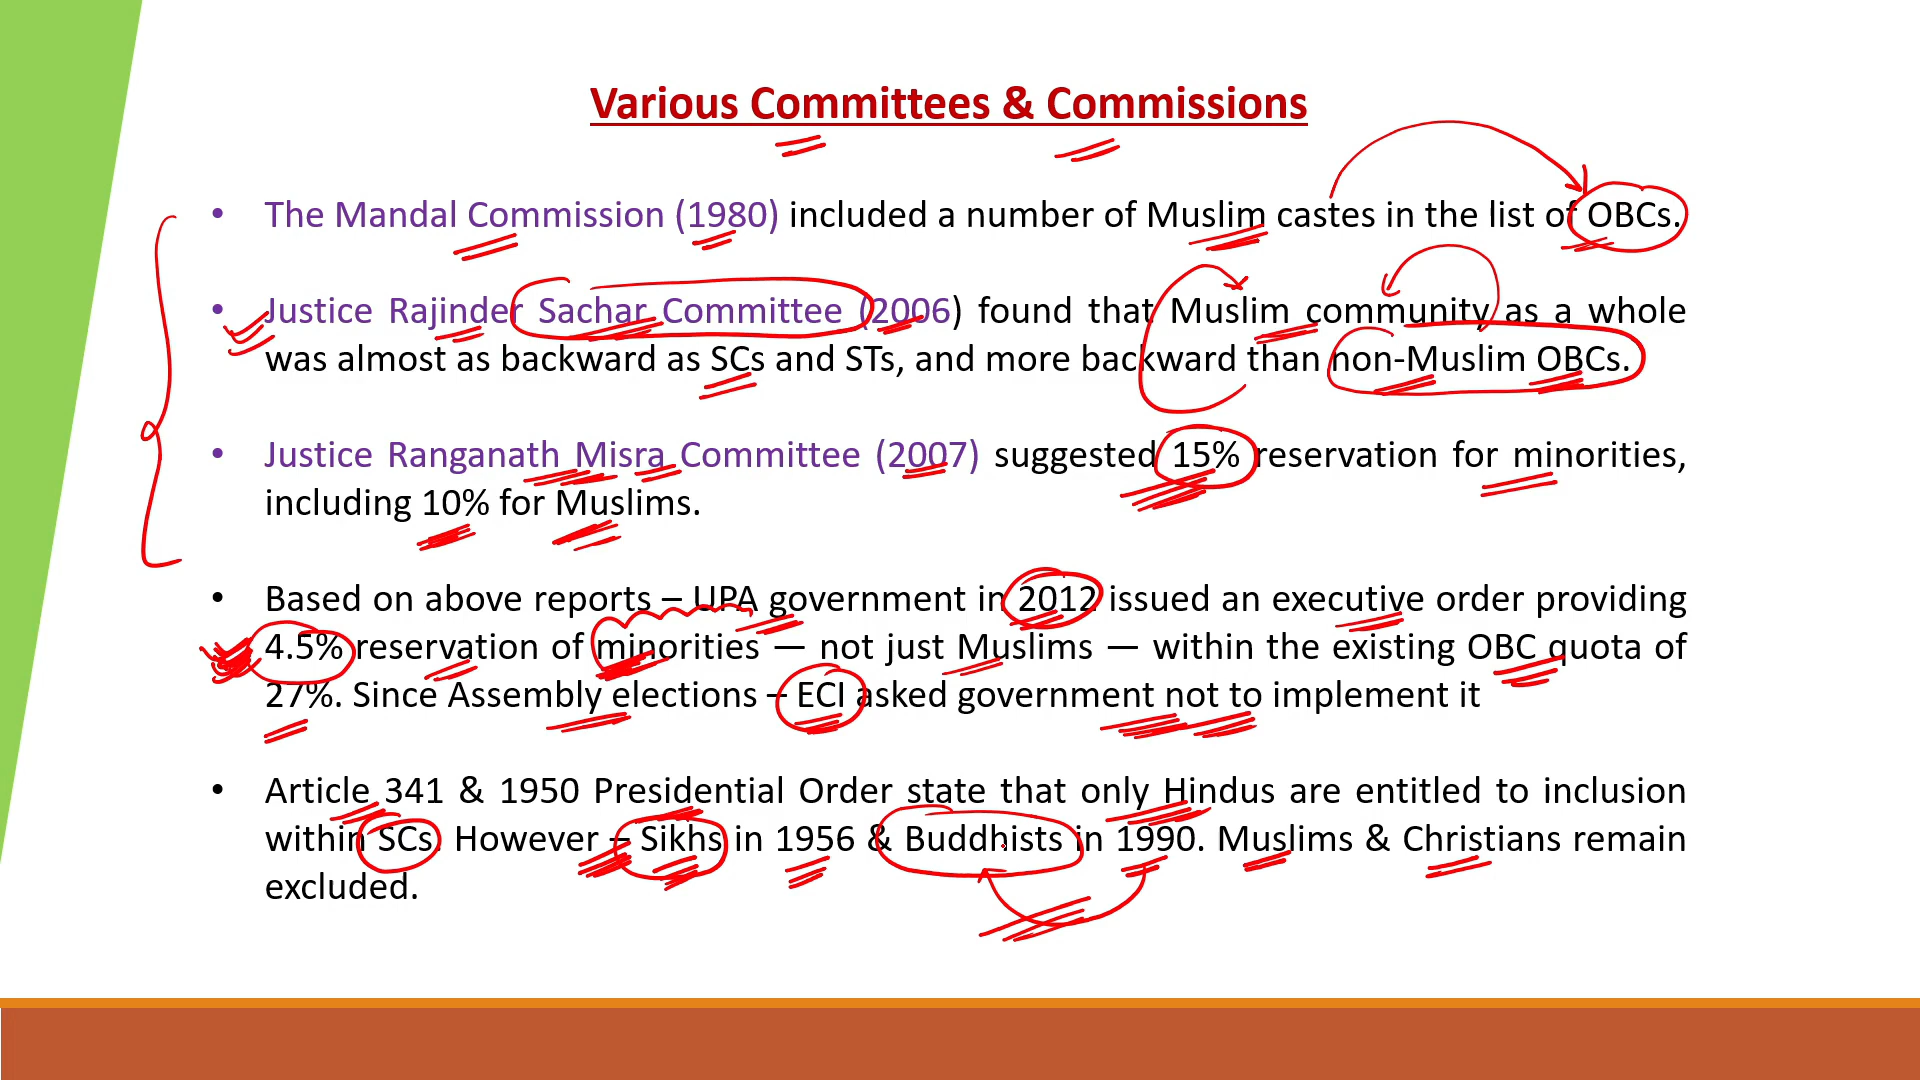 Various Committees & Commissions
• The Mandal Commission (1980) included a number of Muslim castes in the list of OBCs.
• Justice Rajinder Sachar Committee (2006) found that Muslim community as a whole
was almost as backward as SCs and STs, and more backward than non-Muslim OBCs.
• Justice Ranganath Misra Committee (2007) suggested 15% reservation for minorities,
including 10% for Muslims.
• Based on above reports – UPA government in 2012 issued an executive order providing
4.5% reservation of minorities — not just Muslims — within the existing OBC quota of
27%. Since Assembly elections – ECI asked government not to implement it
• Article 341 & 1950 Presidential Order state that only Hindus are entitled to inclusion
within SCs. However – Sikhs in 1956 & Buddhists in 1990. Muslims & Christians remain
excluded.